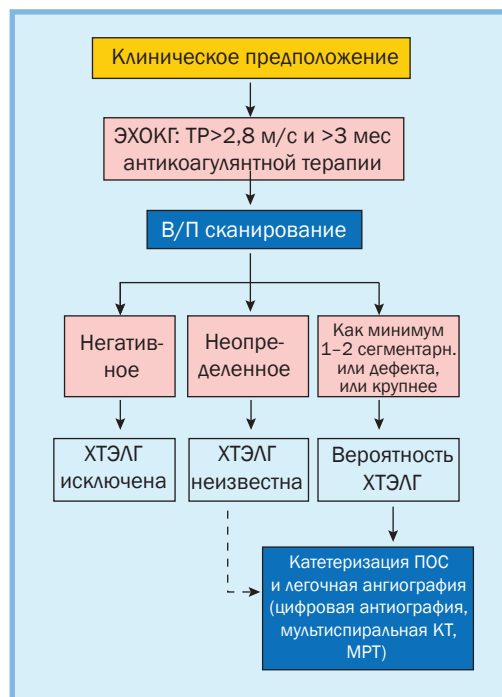 Клиническое предположение
ЭХОКГ: ТР>2,8 м/с и >3 мес
антикоагулянтной терапии
В/П сканирование
Негатив-
ное
Неопре-
деленное
Как минимум
1–2 сегментарн.
или дефекта,
или крупнее
ХТЭЛГ
исключена
ХТЭЛГ
неизвестна
Вероятность
ХТЭЛГ
Катетеризация ПОС
и легочная ангиография
(цифровая антиография,
мультиспиральная КТ,
МРТ)